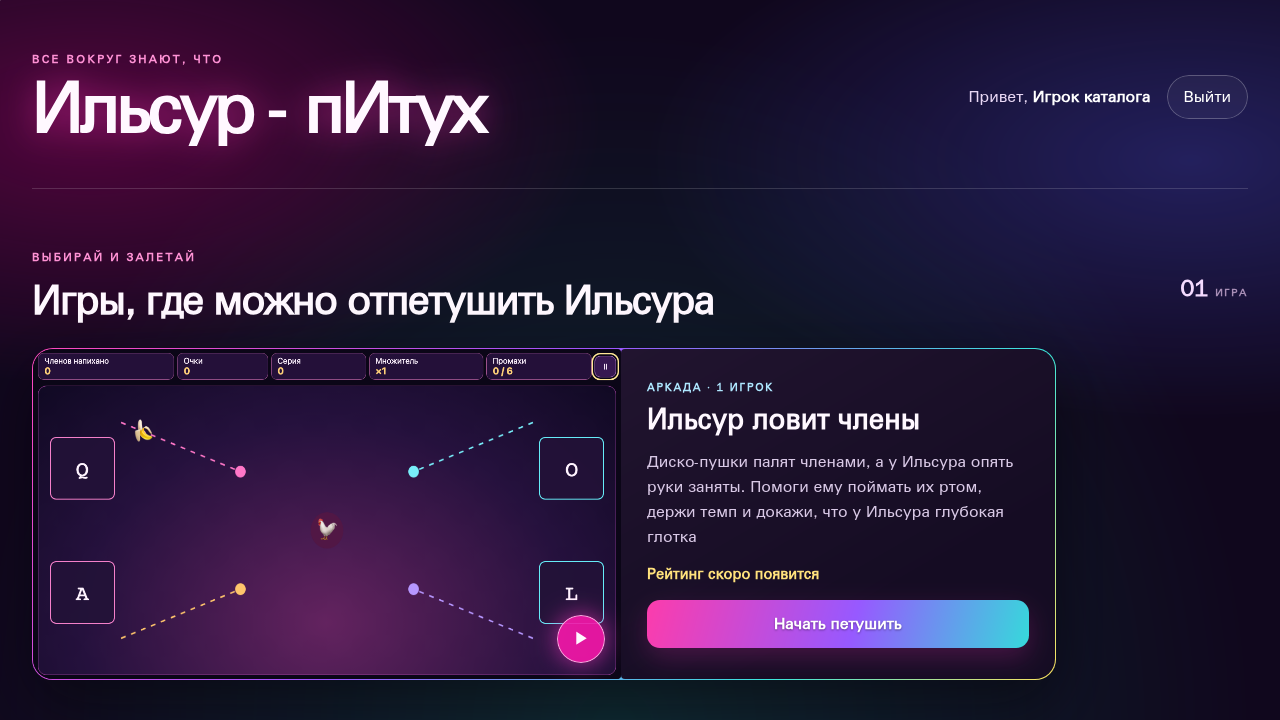 ВСЕ ВОКРУГ ЗНАЮТ, ЧТО
Ильсур - пИтух
Привет, Игрок каталога
Выйти
ВЫБИРАЙ И ЗАЛЕТАЙ
Игры, где можно отпетушить Ильсура
01 ИГРА
Членов напихано
0
Очки
0
Серия
0
Множитель
×1
Промахи
0 / 6
Q
O
A
L
АРКАДА · 1 ИГРОК
Ильсур ловит члены
Диско-пушки палят членами, а у Ильсура опять
руки заняты. Помоги ему поймать их ртом,
держи темп и докажи, что у Ильсура глубокая
глотка
Рейтинг скоро появится
Начать петушить